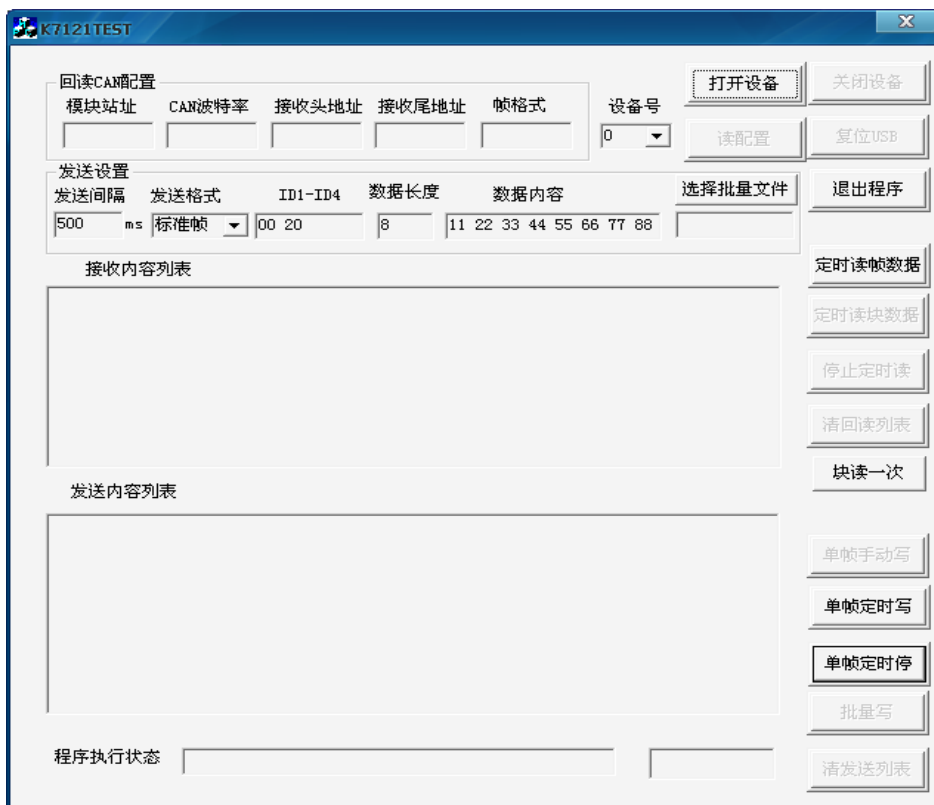 K7121TEST
回读CAN配置
打开设备
关闭设备
模块站址 CAN波特率 接收头地址 接收尾地址 帧格式 设备号
0
读配置
复位USB
发送设置
发送间隔 发送格式 ID1-ID4 数据长度 数据内容 选择批量文件
退出程序
500 ms 标准帧 00 20 8 11 22 33 44 55 66 77 88
接收内容列表
定时读帧数据
定时读块数据
停止定时读
清回读列表
块读一次
发送内容列表
单帧手动写
单帧定时写
单帧定时停
批量写
程序执行状态
清发送列表